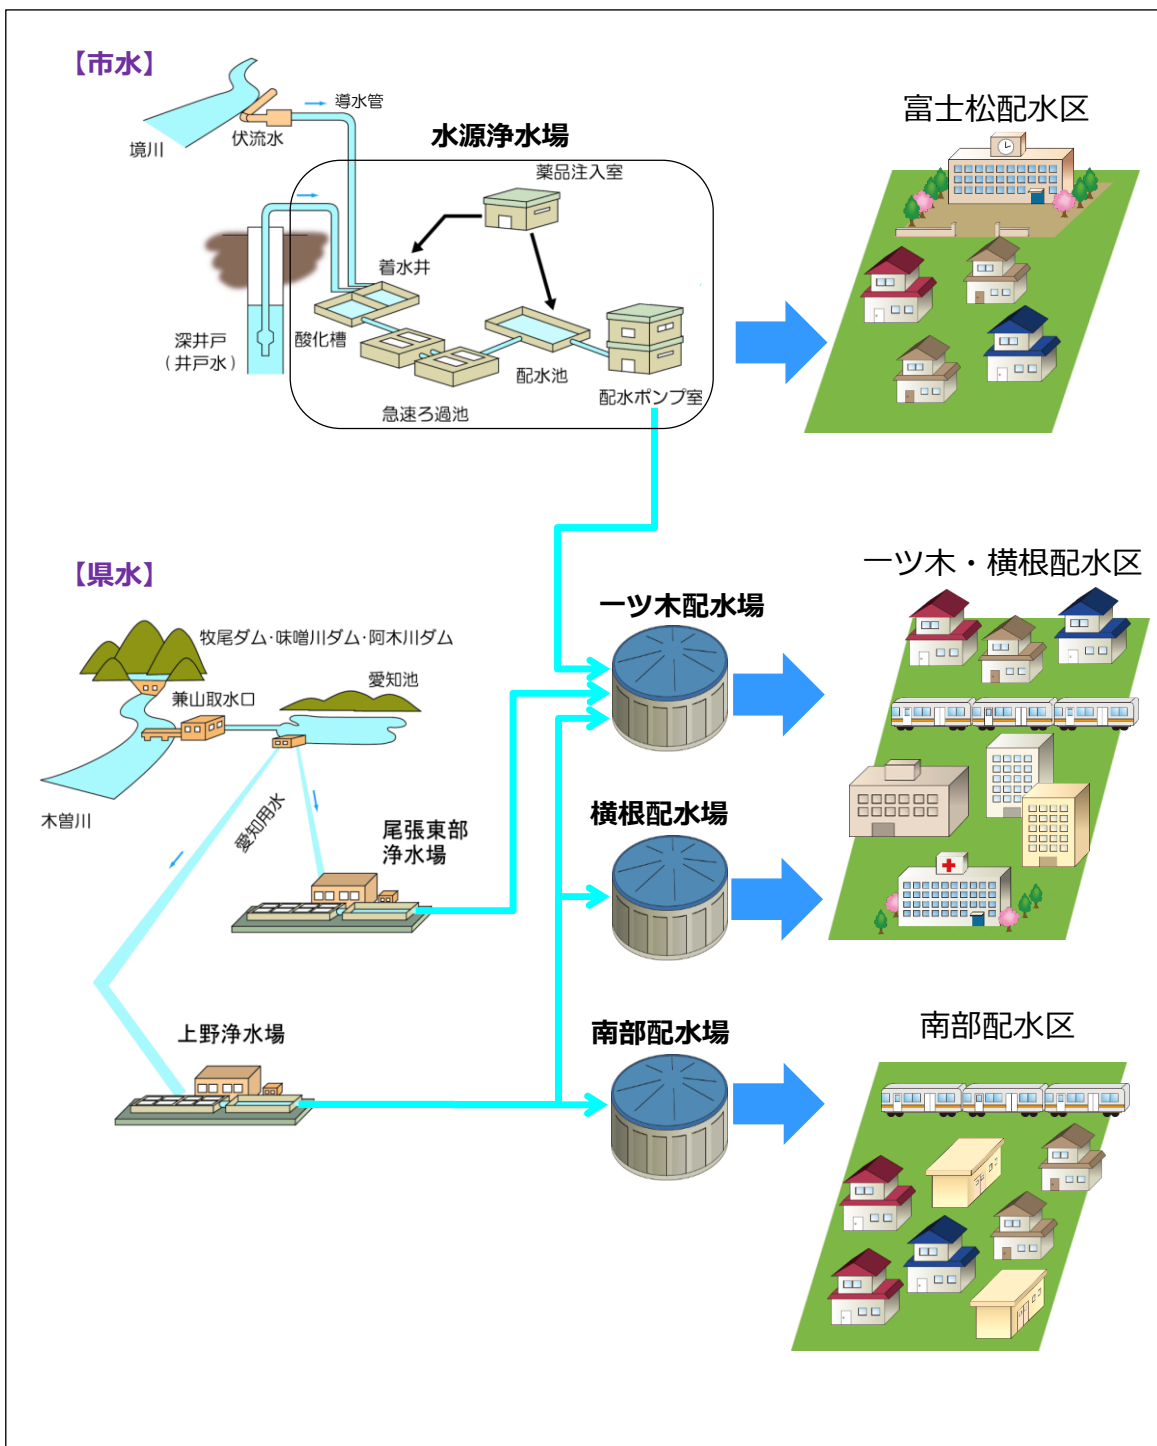 【市水】
導水管
伏流水
境川
水源浄水場
薬品注入室
着水井
酸化槽
深井戸
（井戸水）
配水池
急速ろ過池
配水ポンプ室
富士松配水区
【県水】
牧尾ダム･味噌川ダム･阿木川ダム
愛知池
兼山取水口
木曽川
愛知用水
尾張東部
浄水場
上野浄水場
一ツ木配水場
横根配水場
南部配水場
一ツ木・横根配水区
南部配水区